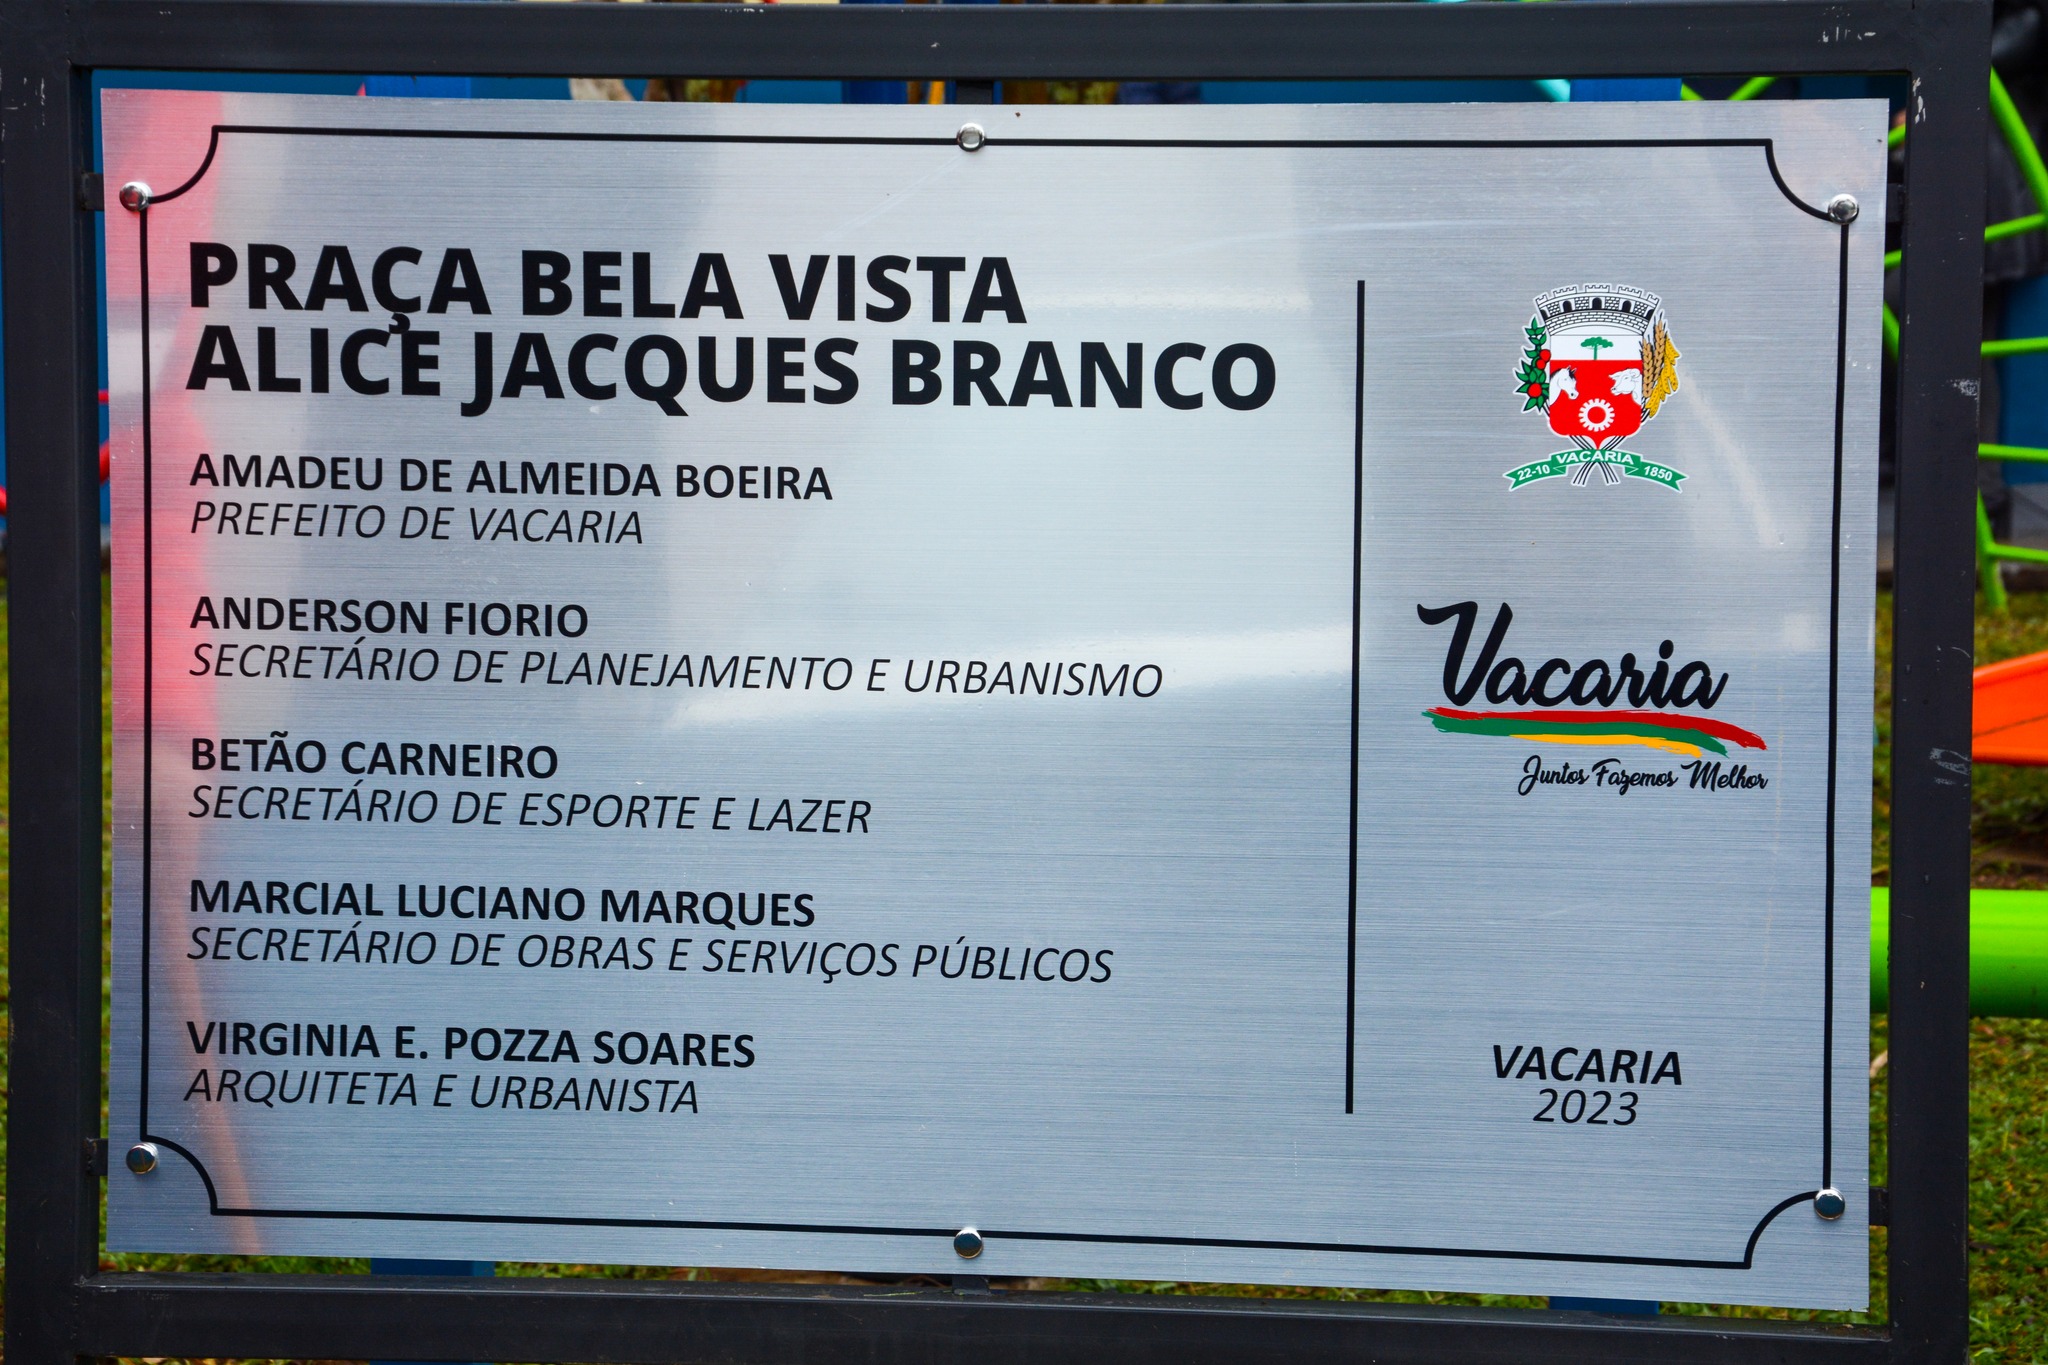 PRAÇA BELA VISTA
ALICE JACQUES BRANCO
AMADEU DE ALMEIDA BOEIRA
PREFEITO DE VACARIA
ANDERSON FIORIO
SECRETÁRIO DE PLANEJAMENTO E URBANISMO
BETÃO CARNEIRO
SECRETÁRIO DE ESPORTE E LAZER
MARCIAL LUCIANO MARQUES
SECRETÁRIO DE OBRAS E SERVIÇOS PÚBLICOS
VIRGINIA E. POZZA SOARES
ARQUITETA E URBANISTA
22-10 VACARIA 1850
Vacaria
Juntos Fazemos Melhor
VACARIA
2023